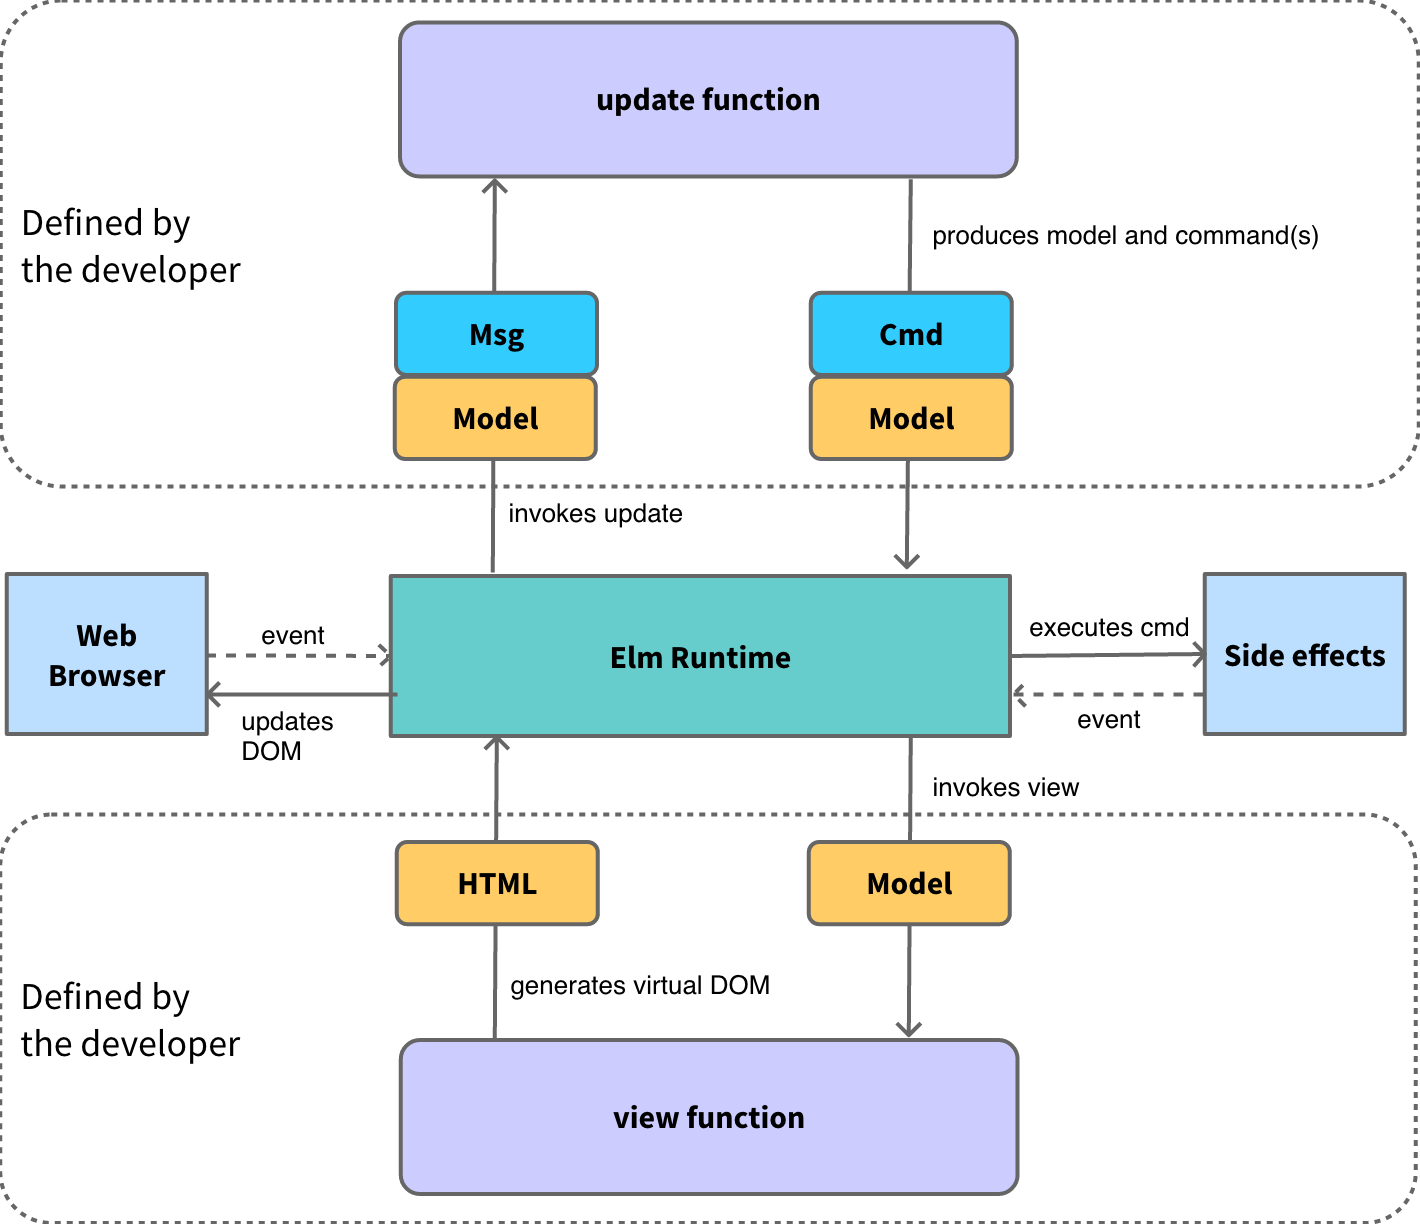 update function
Defined by
the developer
produces model and command(s)
Msg
Cmd
Model
Model
invokes update
Web
Browser
event
updates
DOM
Elm Runtime
executes cmd
event
Side effects
invokes view
HTML
Model
generates virtual DOM
Defined by
the developer
view function